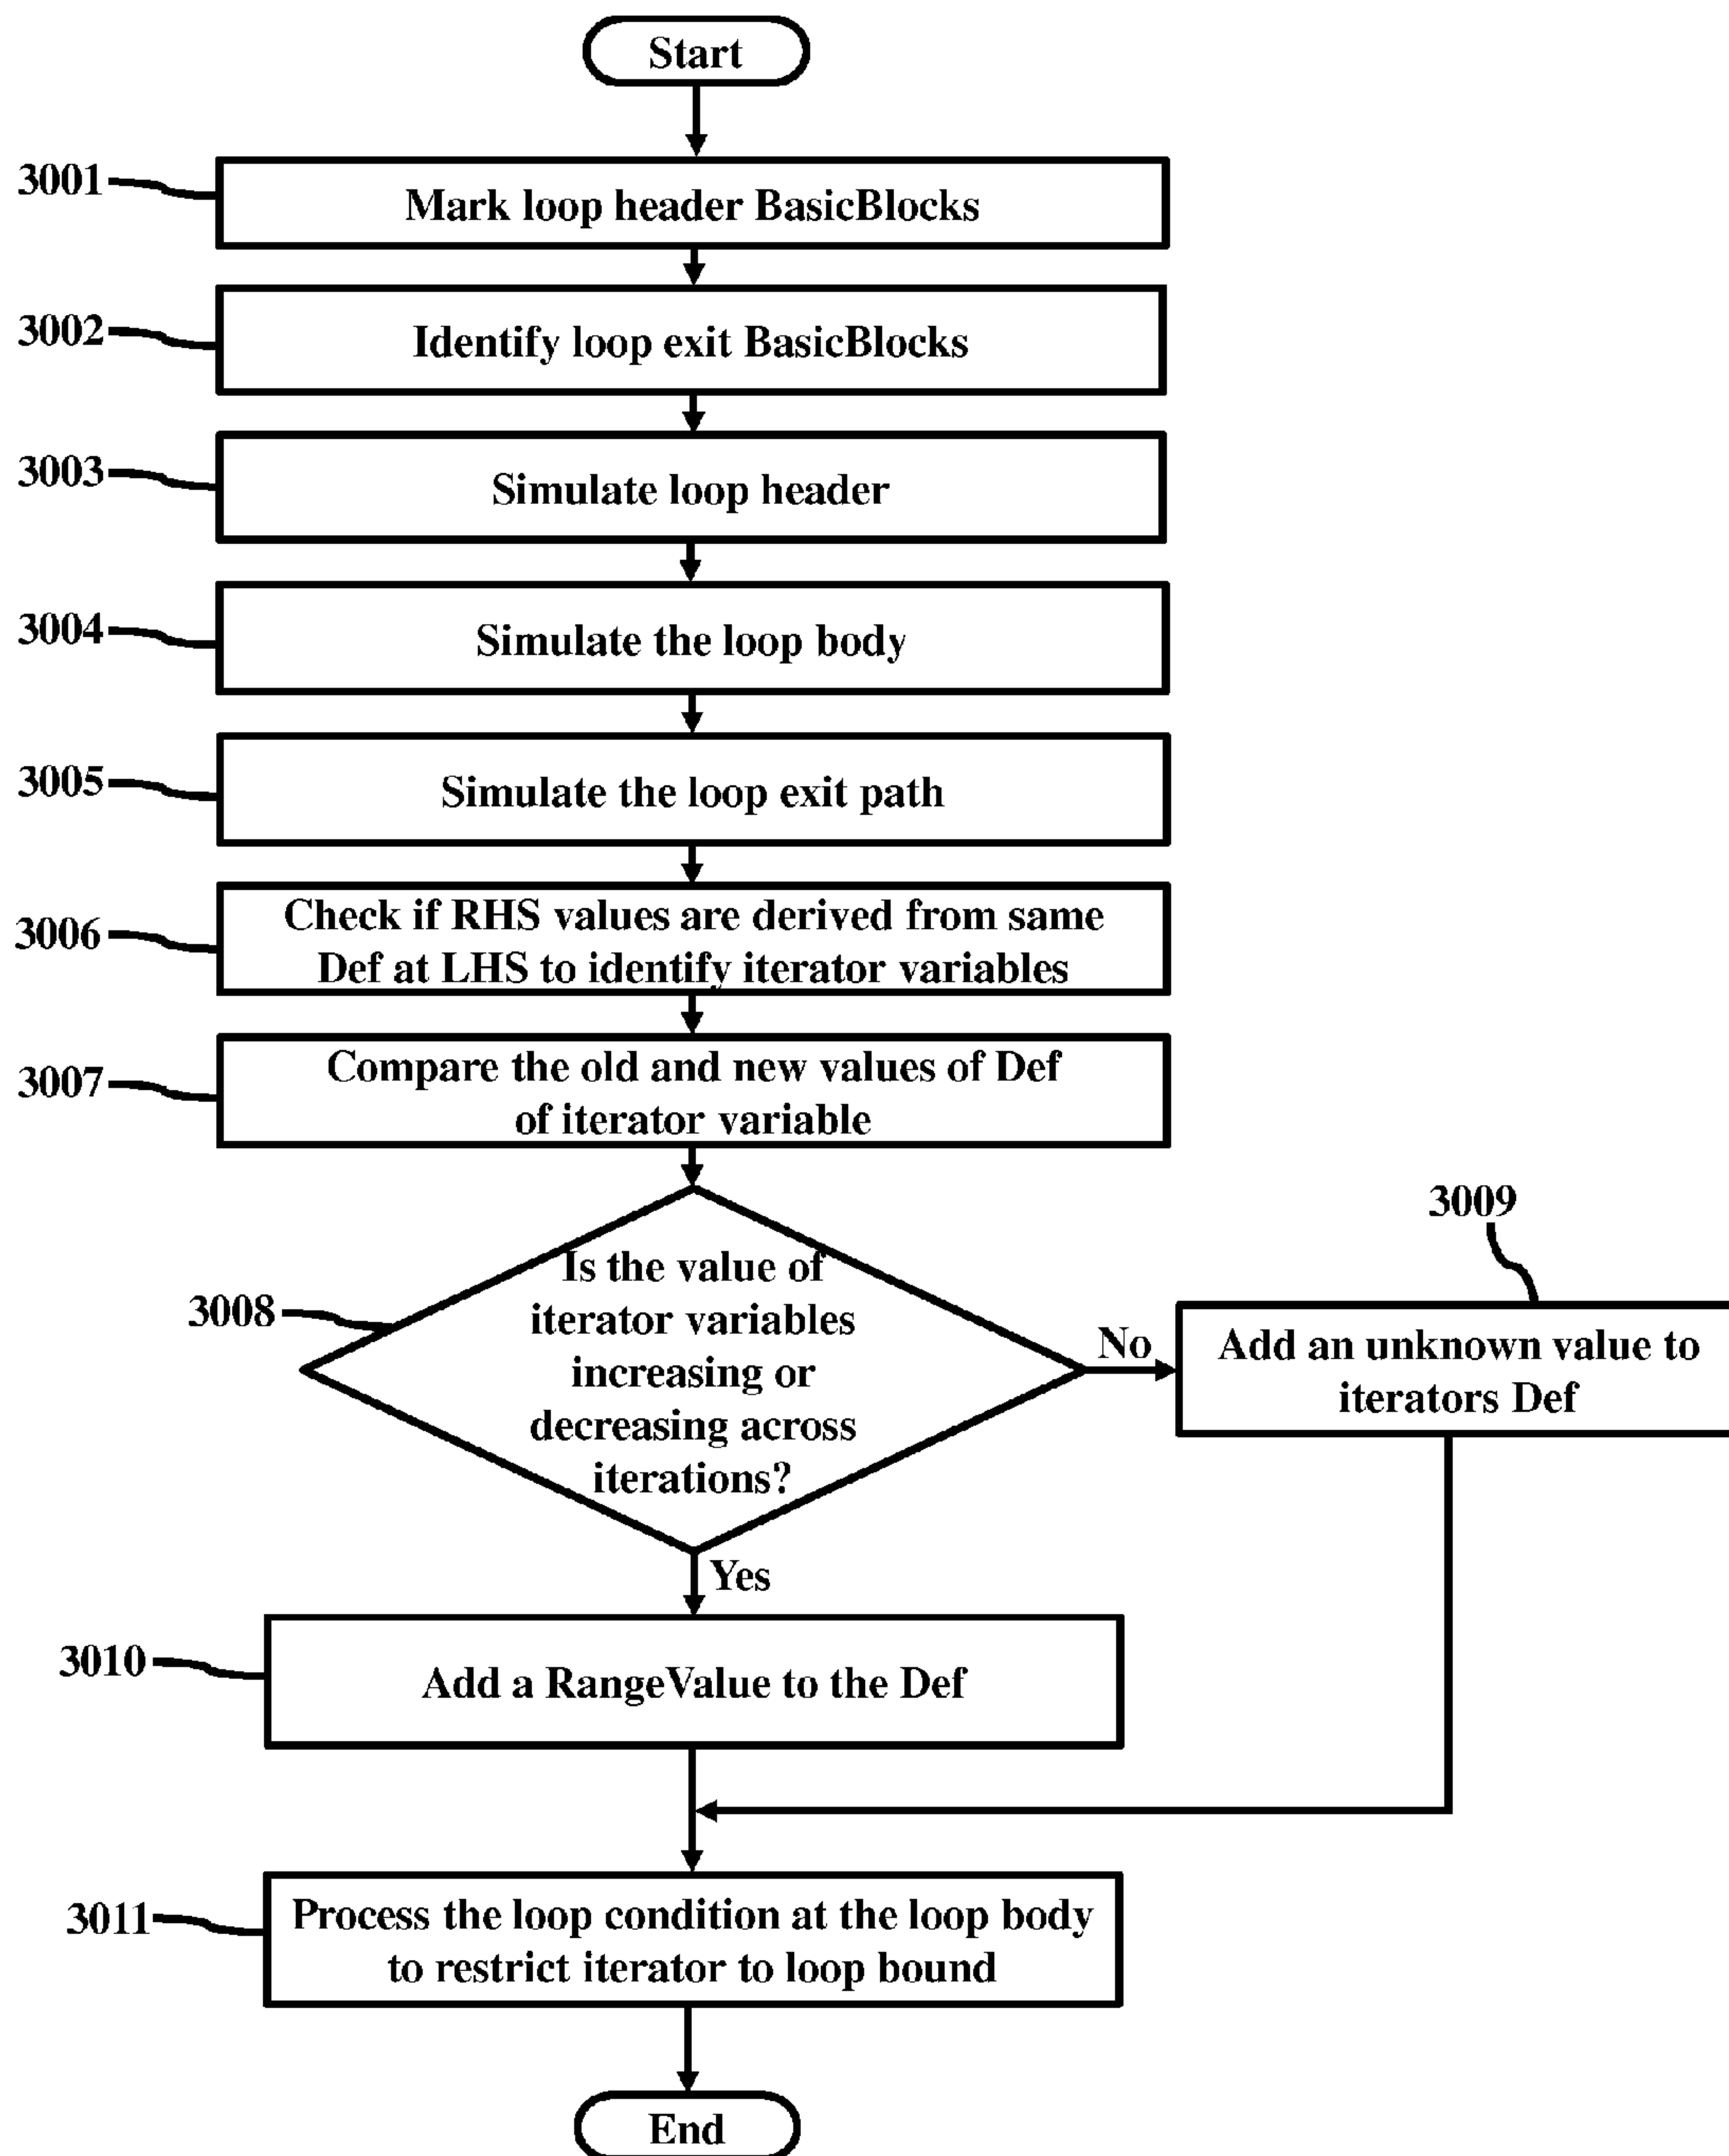 Start
3001
Mark loop header BasicBlocks
3002
Identify loop exit BasicBlocks
3003
Simulate loop header
3004
Simulate the loop body
3005
Simulate the loop exit path
3006
Check if RHS values are derived from same
Def at LHS to identify iterator variables
3007
Compare the old and new values of Def
of iterator variable
3008
Is the value of
iterator variables
increasing or
decreasing across
iterations?
No
3009
Add an unknown value to
iterators Def
Yes
3010
Add a RangeValue to the Def
3011
Process the loop condition at the loop body
to restrict iterator to loop bound
End